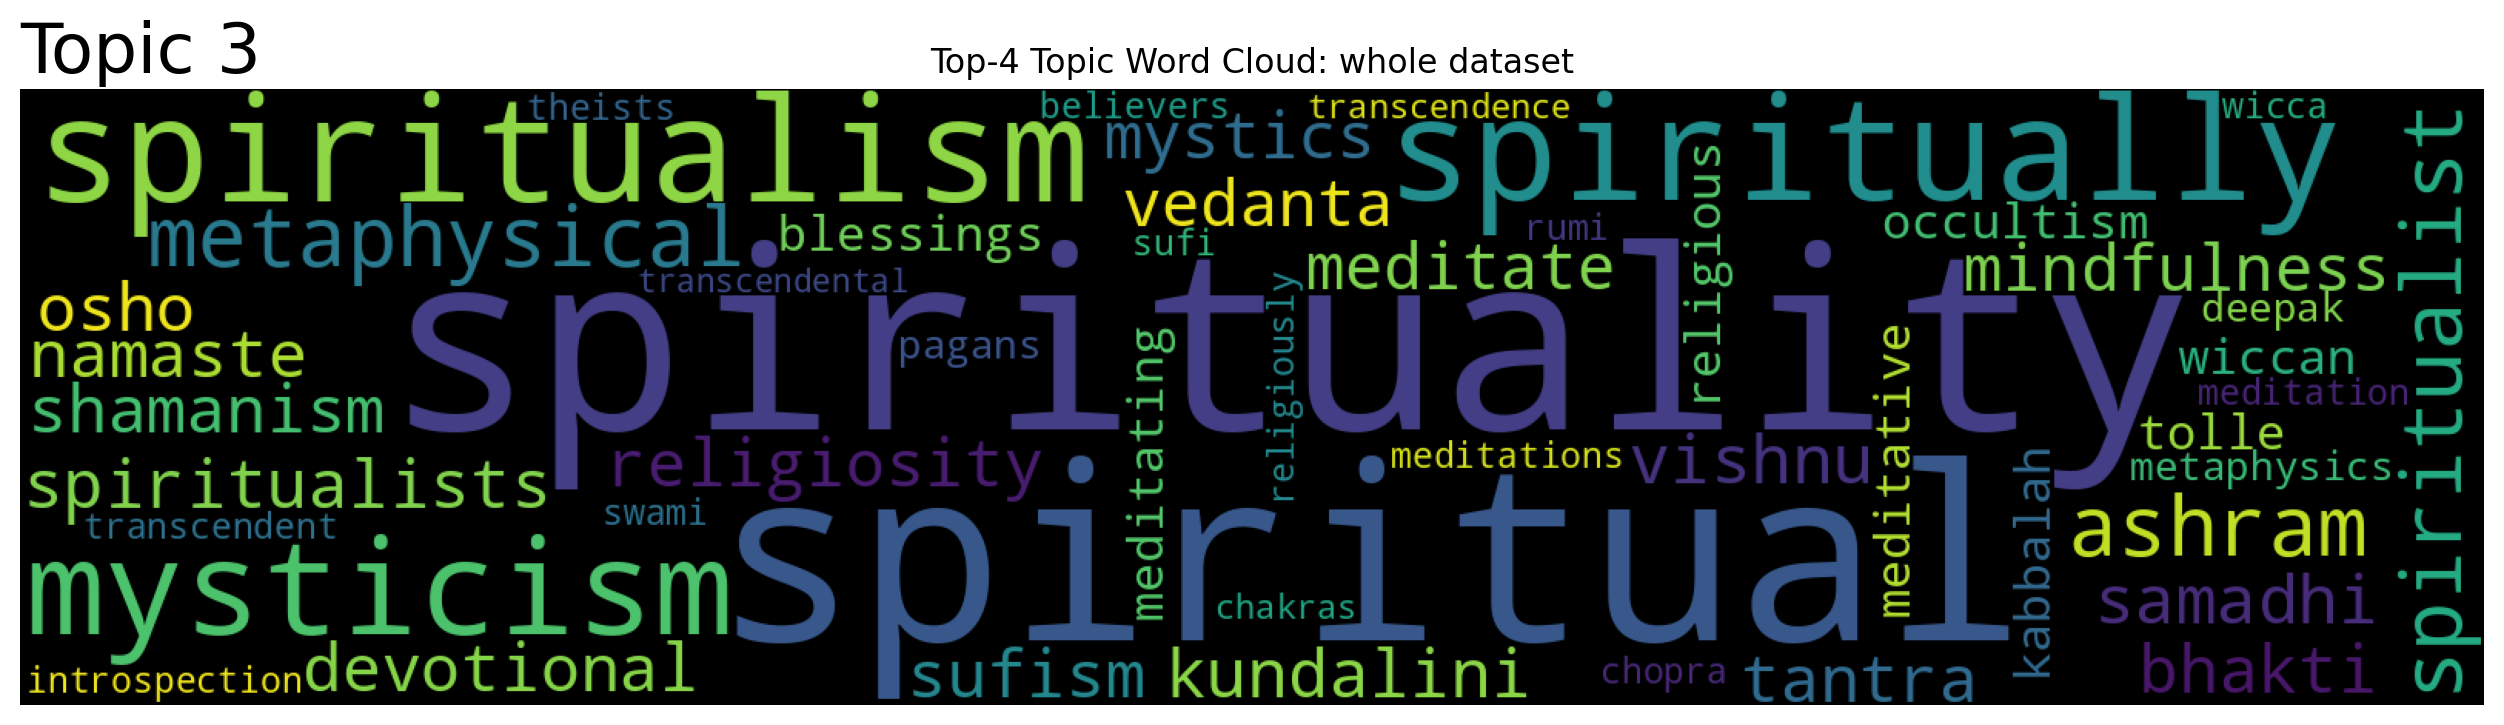 Topic 3
Top-4 Topic Word Cloud: whole dataset
theists
believers
transcendence
wicca
spiritualism
mystics
spiritually
vedanta
religious
spiritualist
metaphysical
blessings
sufi
rumi
occultism
transcendental
meditate
mindfulness
osho
spirituality
religiously
deepak
namaste
pagans
meditating
meditative
wiccan
shamanism
meditation
religiosity
meditations
vishnu
tolle
spiritualists
metaphysics
transcendent
swami
spiritual
kabbalah
ashram
mysticism
chakras
samadhi
introspection
devotional
sufism
kundalini
chopra
tantra
bhakti